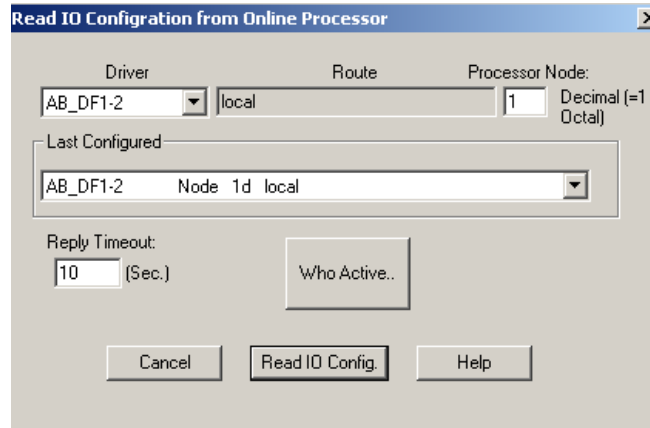 Read IO Configration from Online Processor
Driver Route Processor Node:
AB_DF1-2 local 1 Decimal (=1
Octal)
Last Configured
AB_DF1-2 Node 1d local
Reply Timeout:
10 (Sec.) Who Active..
Cancel Read IO Config. Help